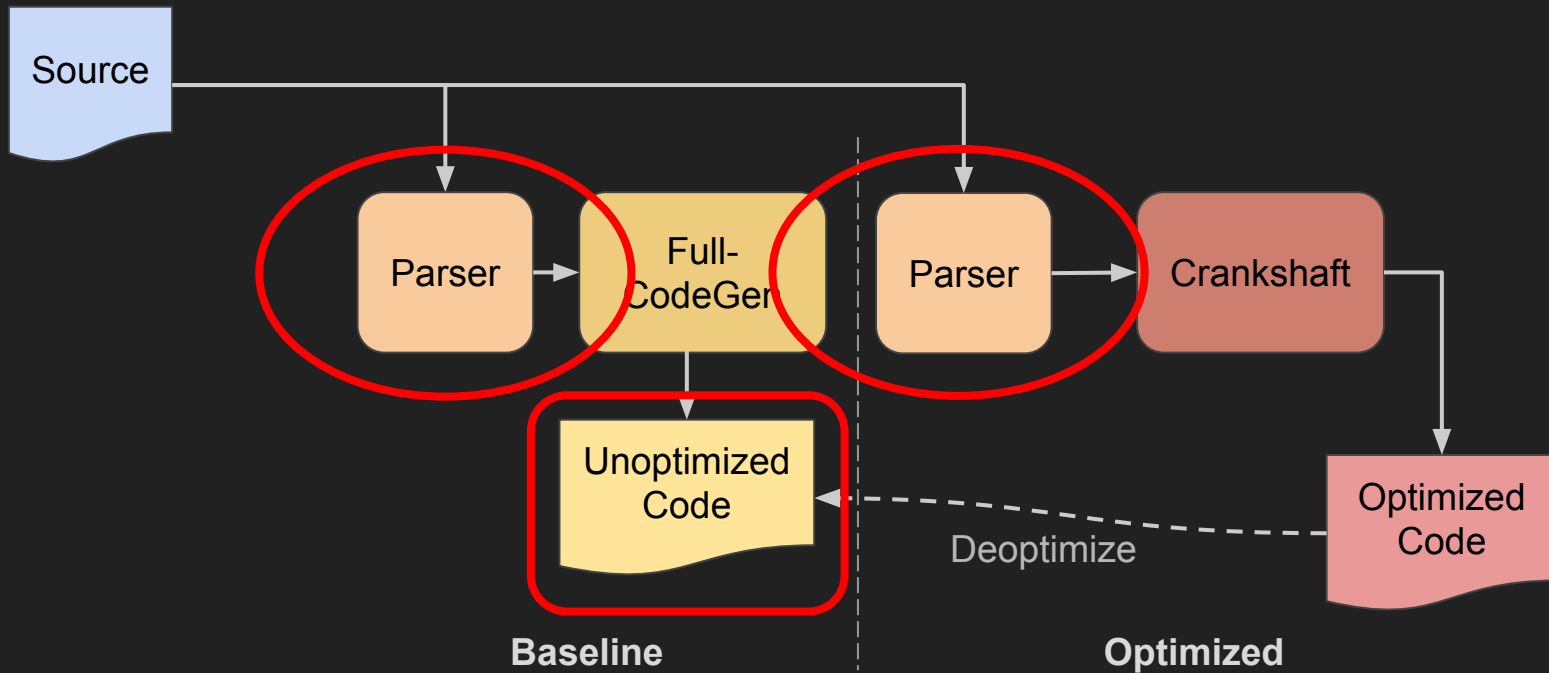 Source
Parser
Full-
CodeGen
Parser
Crankshaft
Unoptimized
Code
Optimized
Code
Deoptimize
Baseline
Optimized